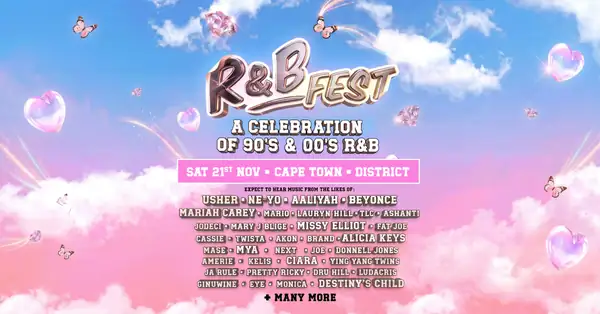 R&B FEST
A CELEBRATION
OF 90'S & 00'S R&B
SAT 21ST NOV • CAPE TOWN • DISTRICT
EXPECT TO HEAR MUSIC FROM THE LIKES OF:
USHER • NE*YO • AALIYAH • BEYONCE
MARIAH CAREY • MARIO • LAURYN HILL • TLC • ASHANTI
JODECI • MARY J BLIGE • MISSY ELLIOT • FAT JOE
CASSIE • TWISTA • AKON • BRAND • ALICIA KEYS
MASE • MYA • NEXT • JOE • DONNELL JONES
AMERIE • KELIS • CIARA • YING YANG TWINS
JA RULE • PRETTY RICKY • DRU HILL • LUDACRIS
GINUWINE • EYE • MONICA • DESTINY'S CHILD
+ MANY MORE